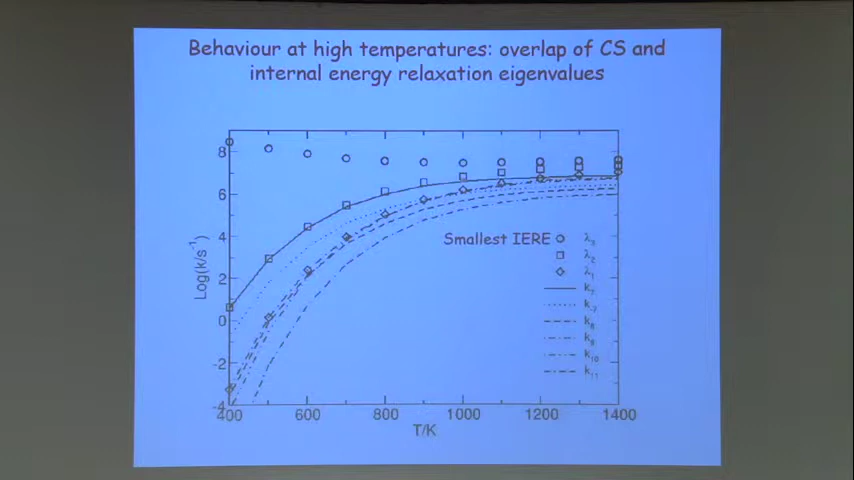 Behaviour at high temperatures: overlap of CS and
internal energy relaxation eigenvalues
8
6
4
2
0
-2
-4
Log(k/s⁻¹)
Smallest IERE
λ₃
λ₂
λ₁
k₇
k₋₇
k₈
k₉
k₁₀
k₁₁
400
600
800
1000
1200
1400
T/K